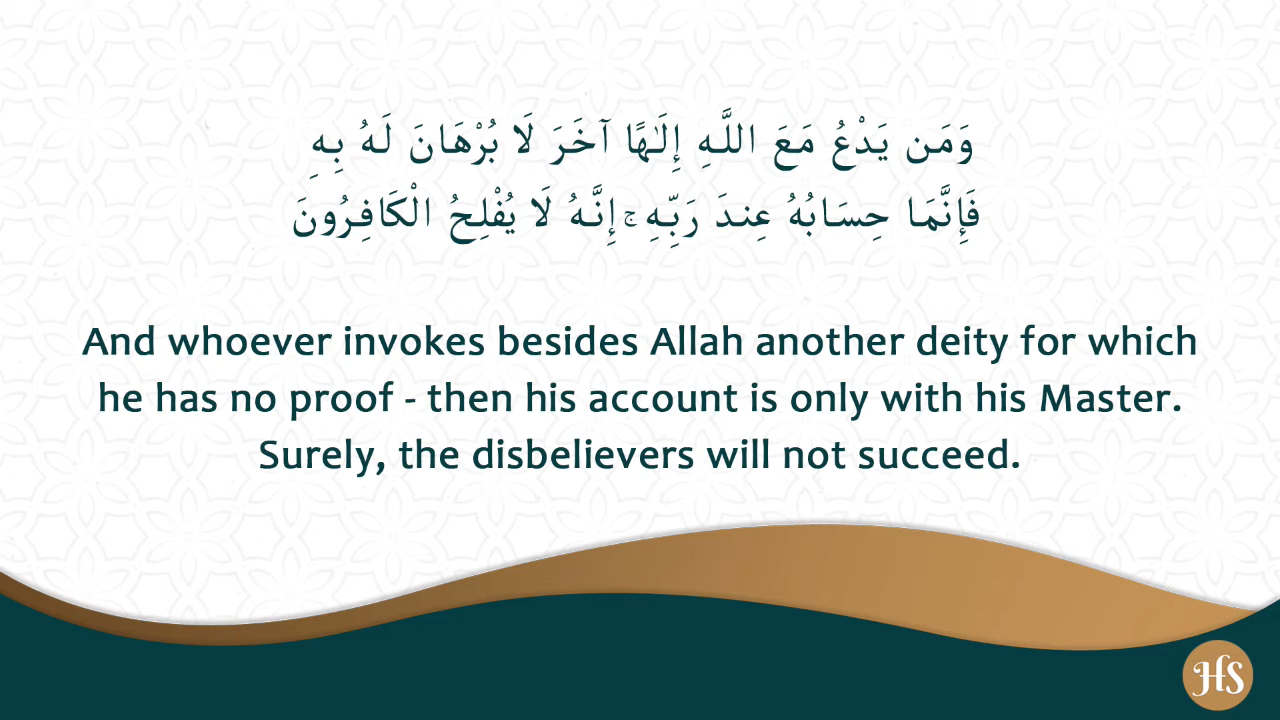 وَمَن يَدْعُ مَعَ اللَّـهِ إِلَـٰهًا آخَرَ لَا بُرْهَانَ لَهُ بِهِ
فَإِنَّمَا حِسَابُهُ عِندَ رَبِّهِ ۚ إِنَّهُ لَا يُفْلِحُ الْكَافِرُونَ
And whoever invokes besides Allah another deity for which
he has no proof - then his account is only with his Master.
Surely, the disbelievers will not succeed.
HS